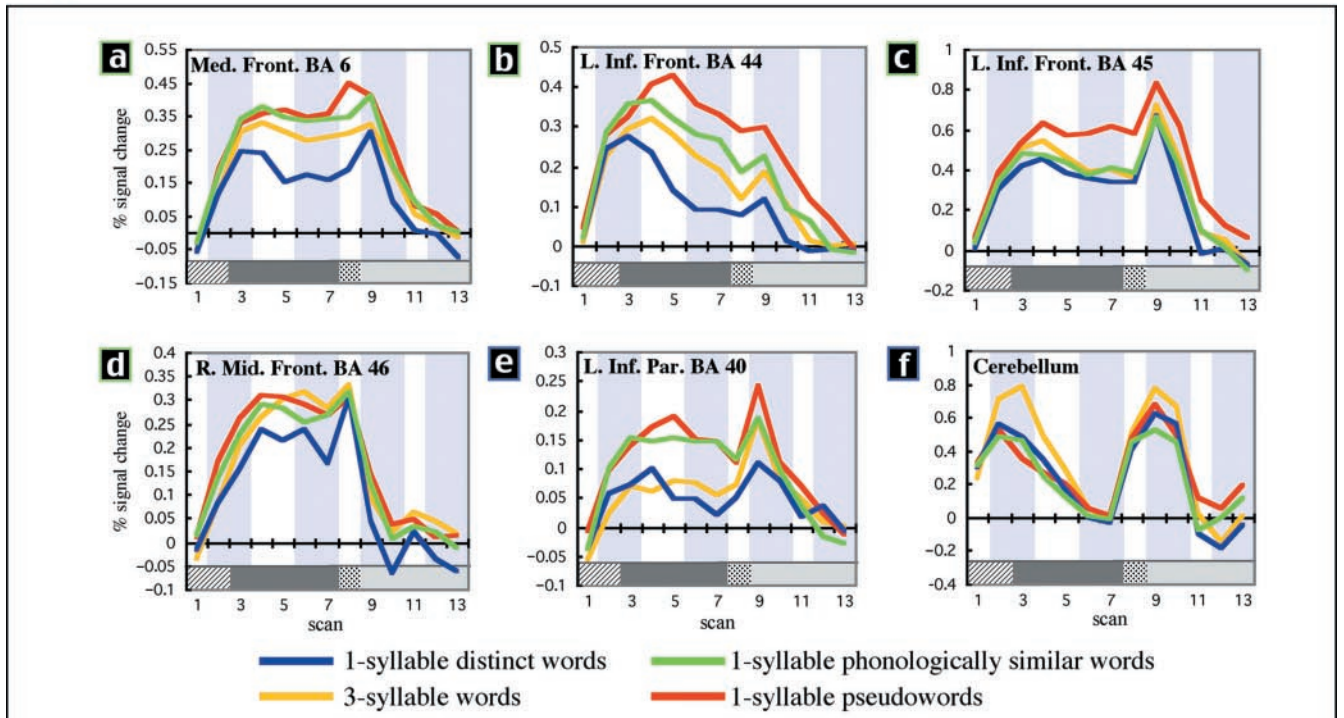 a
Med. Front. BA 6
% signal change
0.55
0.45
0.35
0.25
0.15
0.05
−0.05
−0.15
1 3 5 7 9 11 13
b
L. Inf. Front. BA 44
0.5
0.4
0.3
0.2
0.1
0
−0.1
1 3 5 7 9 11 13
c
L. Inf. Front. BA 45
1
0.8
0.6
0.4
0.2
0
−0.2
1 3 5 7 9 11 13
d
R. Mid. Front. BA 46
% signal change
0.4
0.35
0.3
0.25
0.2
0.15
0.1
0.05
0
−0.05
−0.1
1 3 5 7 9 11 13
scan
e
L. Inf. Par. BA 40
0.25
0.2
0.15
0.1
0.05
0
−0.05
−0.1
1 3 5 7 9 11 13
f
Cerebellum
1
0.8
0.6
0.4
0.2
0
−0.2
−0.4
1 3 5 7 9 11 13
1-syllable distinct words
1-syllable phonologically similar words
3-syllable words
1-syllable pseudowords